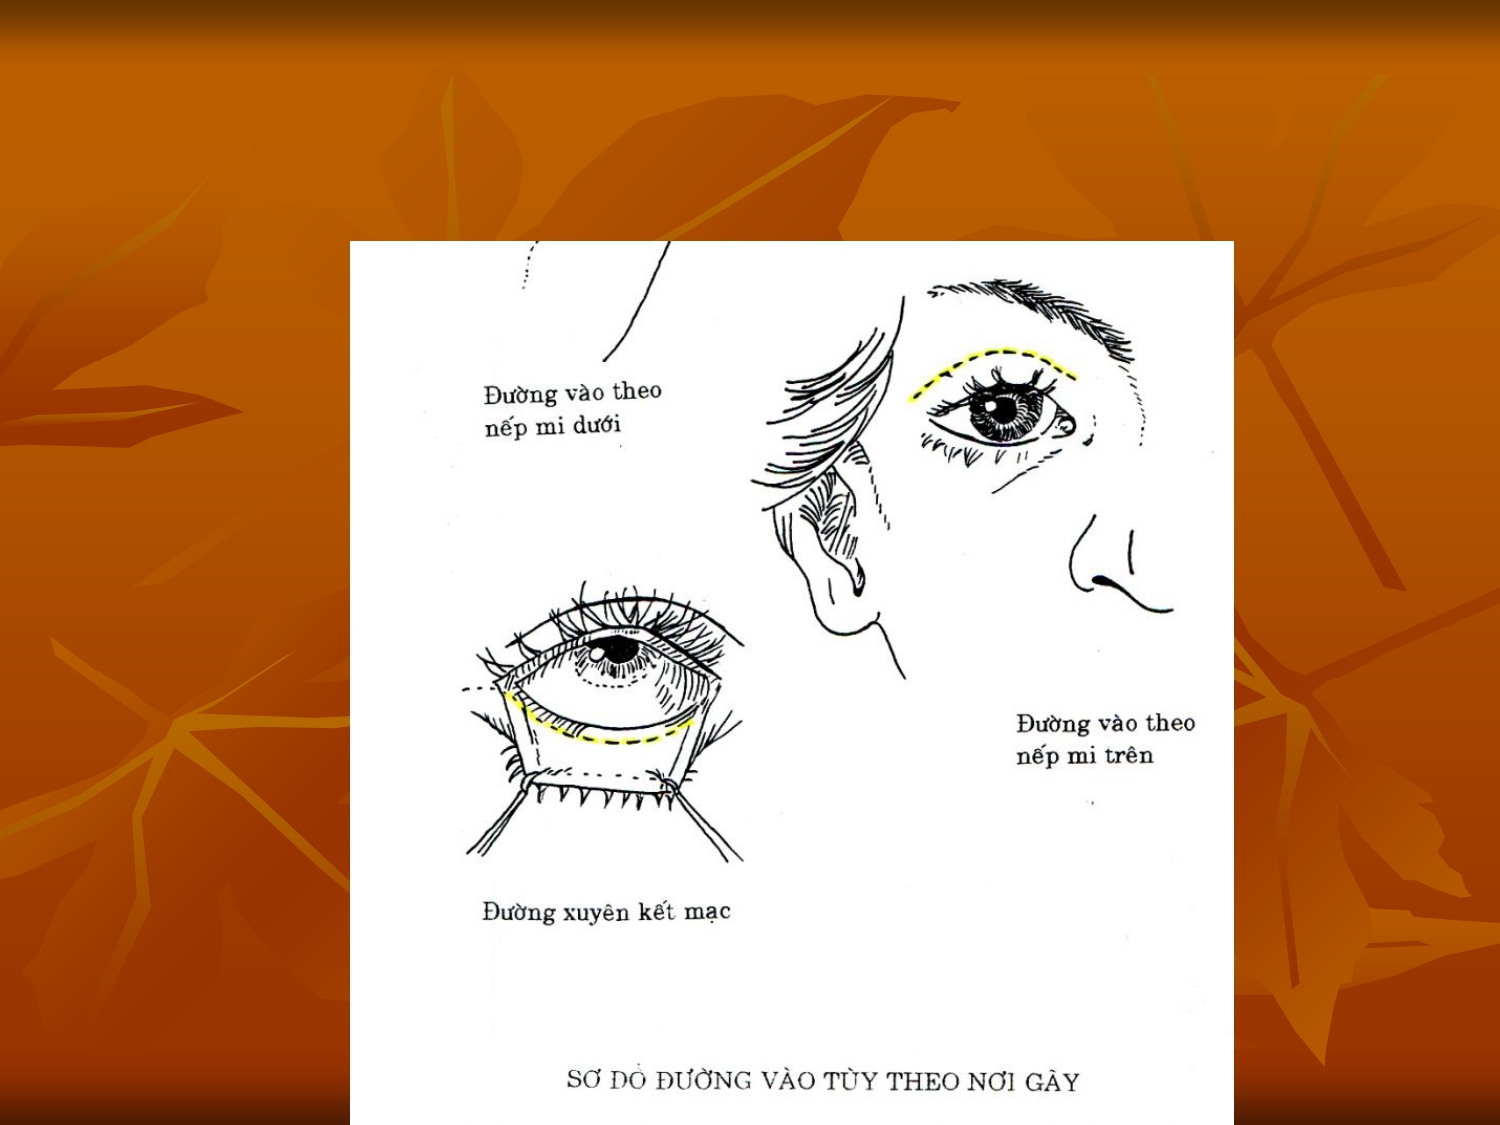 Đường vào theo
nếp mi dưới
Đường vào theo
nếp mi trên
Đường xuyên kết mạc
SƠ ĐỒ ĐƯỜNG VÀO TÙY THEO NƠI GÃY